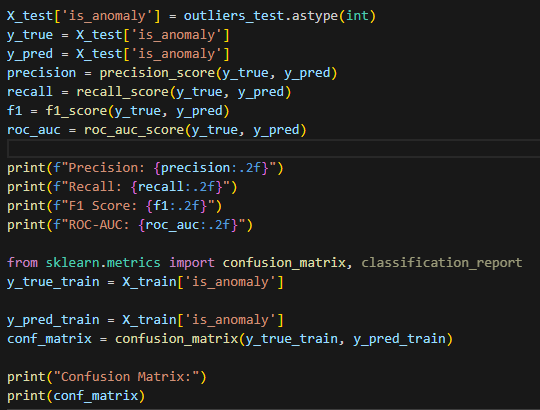 X_test['is_anomaly'] = outliers_test.astype(int)
y_true = X_test['is_anomaly']
y_pred = X_test['is_anomaly']
precision = precision_score(y_true, y_pred)
recall = recall_score(y_true, y_pred)
f1 = f1_score(y_true, y_pred)
roc_auc = roc_auc_score(y_true, y_pred)
print(f"Precision: {precision:.2f}")
print(f"Recall: {recall:.2f}")
print(f"F1 Score: {f1:.2f}")
print(f"ROC-AUC: {roc_auc:.2f}")
from sklearn.metrics import confusion_matrix, classification_report
y_true_train = X_train['is_anomaly']
y_pred_train = X_train['is_anomaly']
conf_matrix = confusion_matrix(y_true_train, y_pred_train)
print("Confusion Matrix:")
print(conf_matrix)